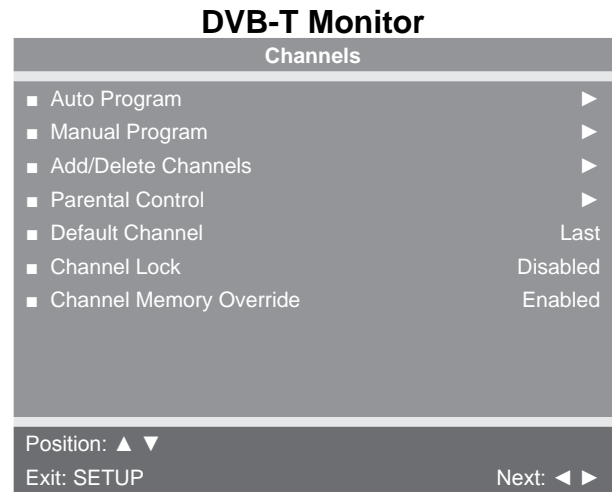 DVB-T Monitor
Channels
■ Auto Program ►
■ Manual Program ►
■ Add/Delete Channels ►
■ Parental Control ►
■ Default Channel Last
■ Channel Lock Disabled
■ Channel Memory Override Enabled
Position: ▲ ▼
Exit: SETUP Next: ◄ ►